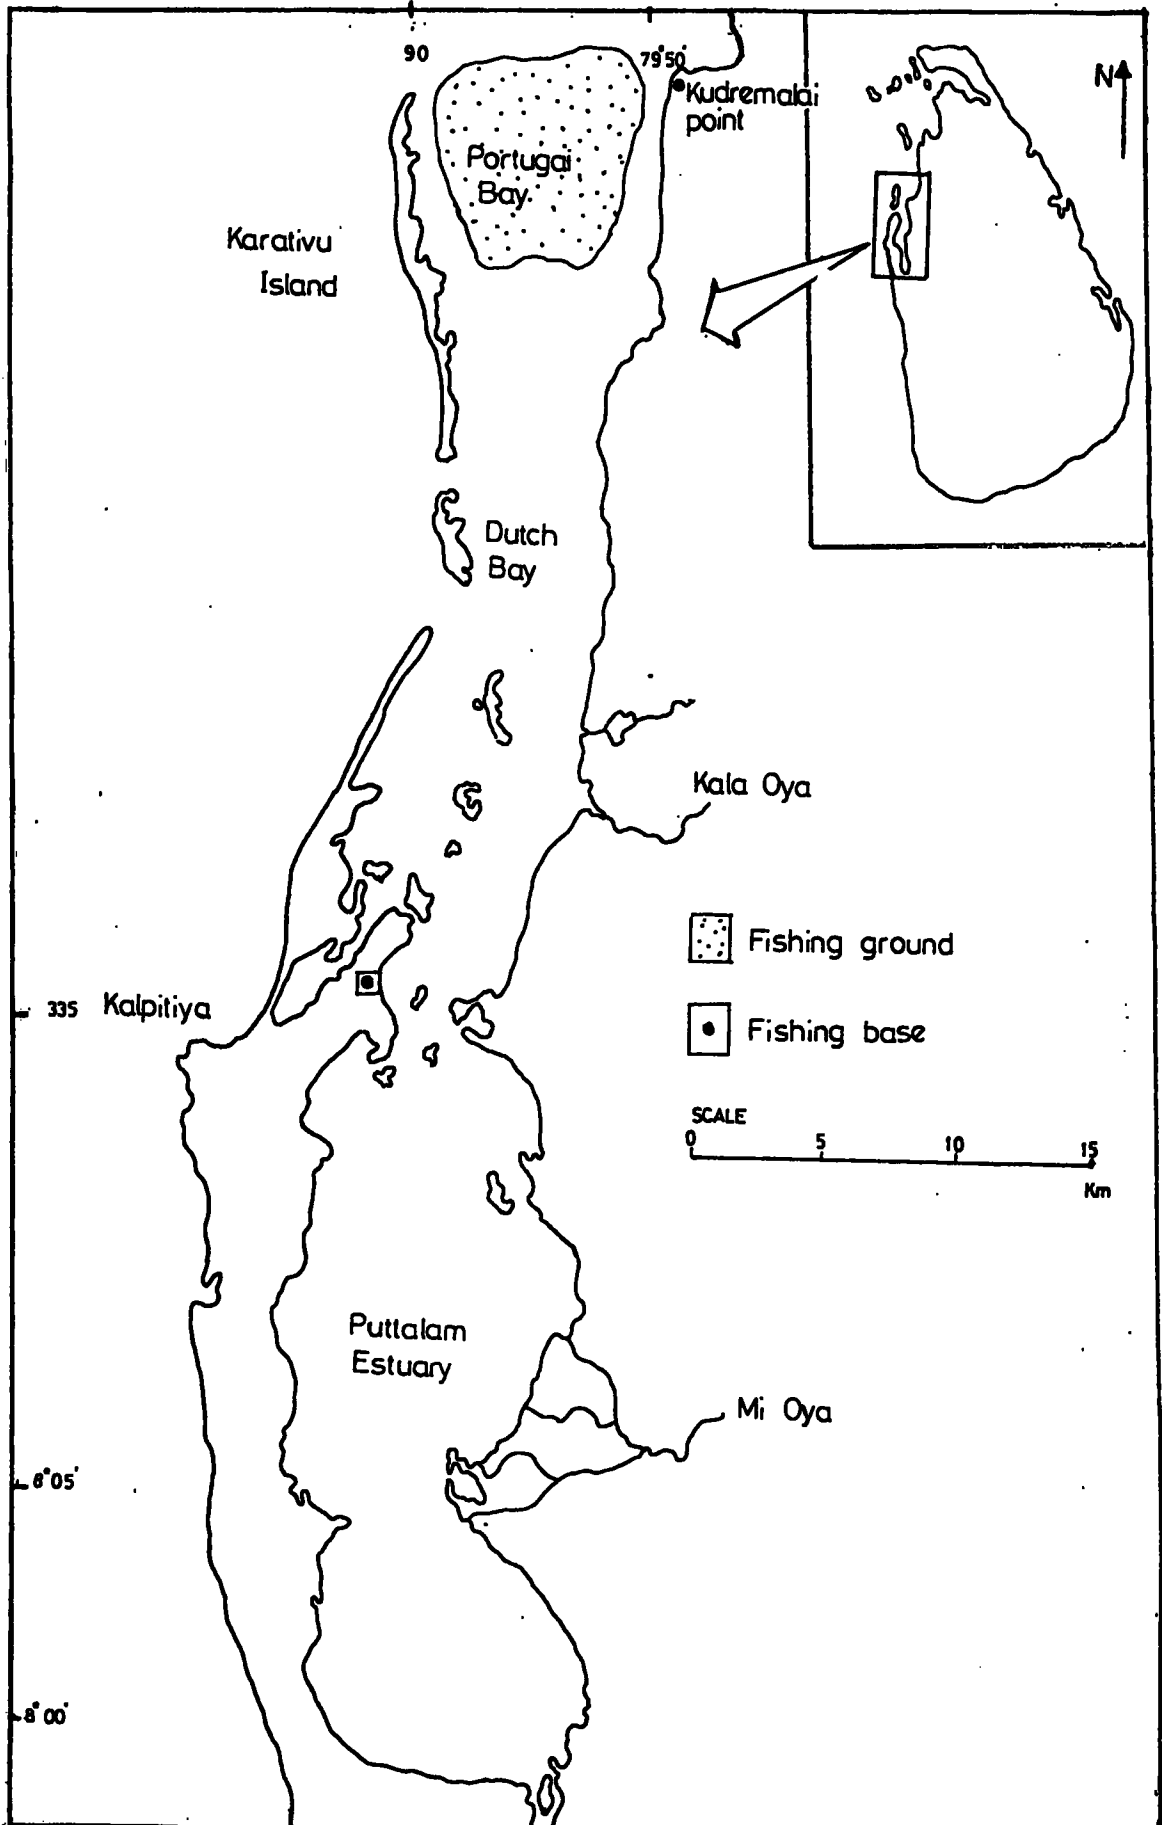 90
79°50'
N
Kudremalai
point
Portugai
Bay
Karativu
Island
Dutch
Bay
Kala Oya
Fishing ground
335
Kalpitiya
Fishing base
SCALE
0 5 10 15
Km
Puttalam
Estuary
Mi Oya
8°05'
8°00'